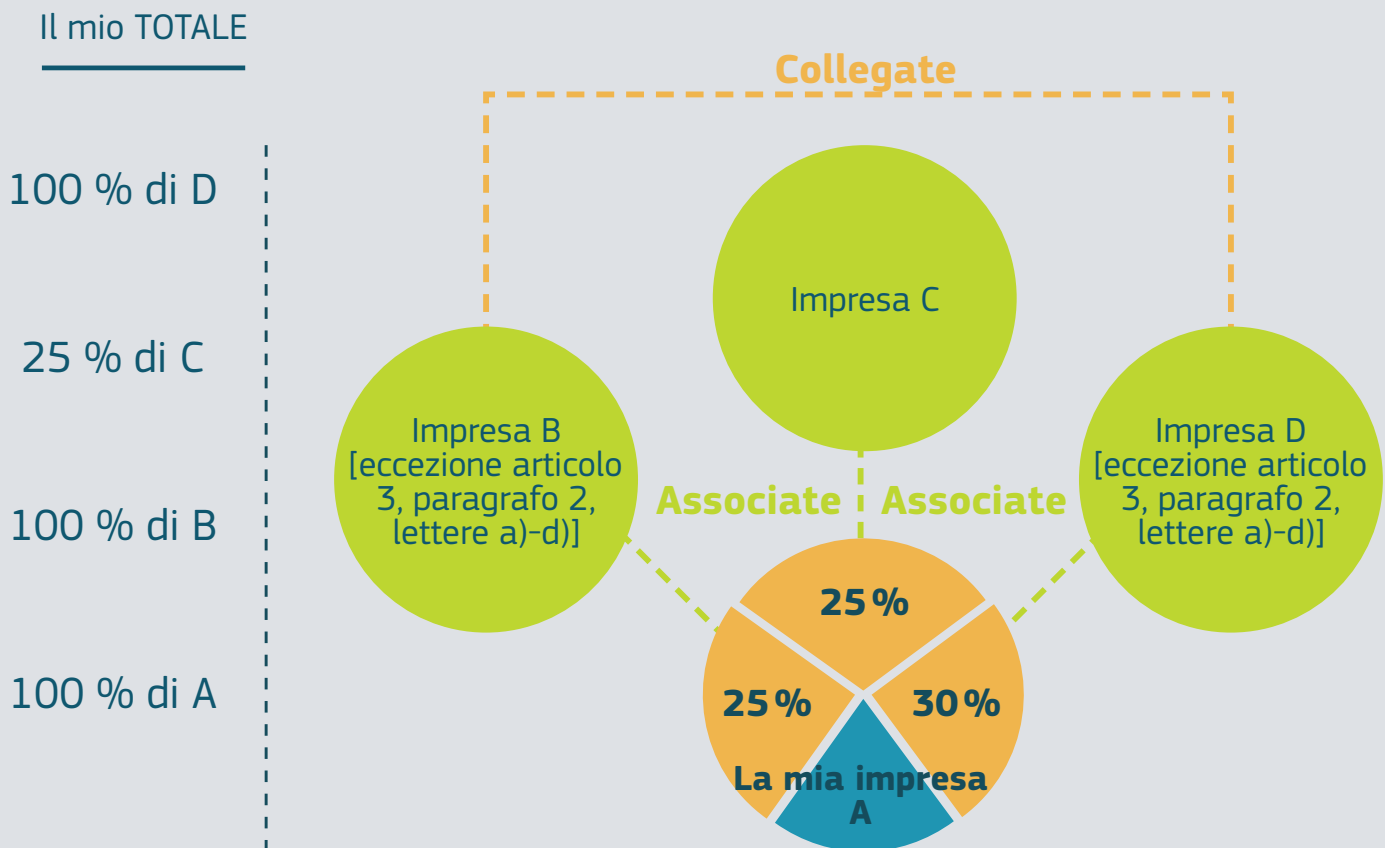 Il mio TOTALE
100 % di D
25 % di C
100 % di B
100 % di A
Collegate
Impresa C
Impresa B
[eccezione articolo
3, paragrafo 2,
lettere a)-d)]
Impresa D
[eccezione articolo
3, paragrafo 2,
lettere a)-d)]
Associate
Associate
25 %
25 %
30 %
La mia impresa
A